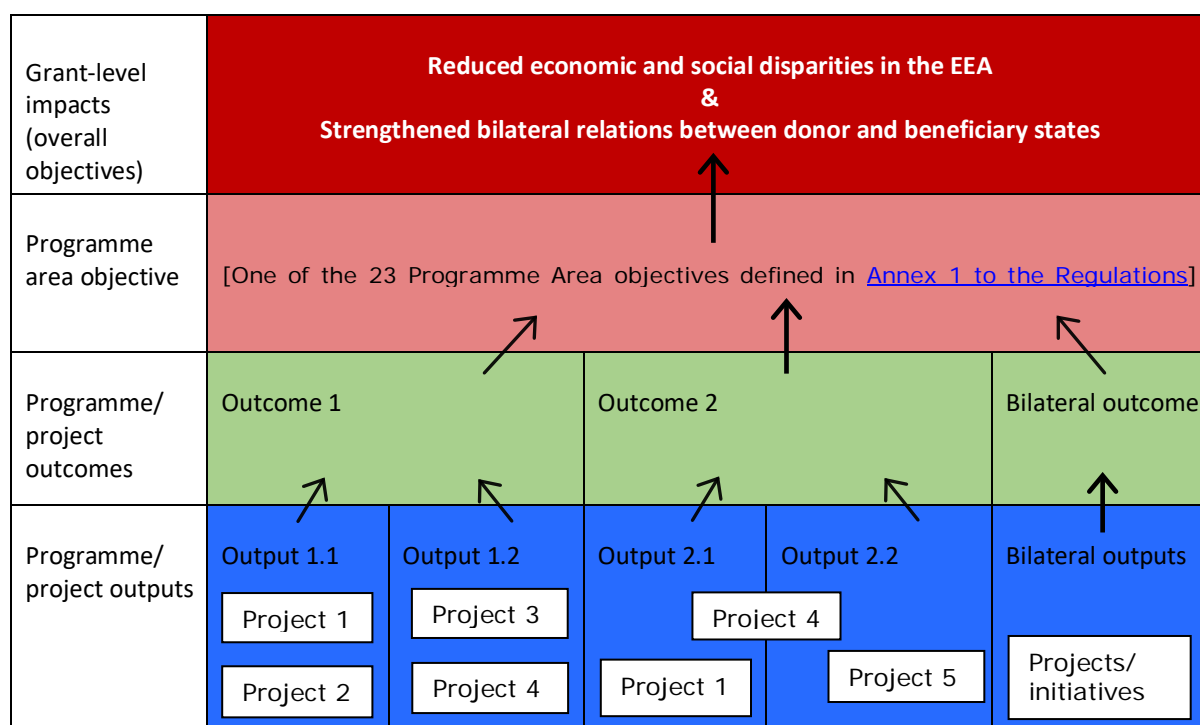 Grant-level
impacts
(overall
objectives)
Reduced economic and social disparities in the EEA
&
Strengthened bilateral relations between donor and beneficiary states
Programme
area objective
[One of the 23 Programme Area objectives defined in Annex 1 to the Regulations]
Programme/
project
outcomes
Outcome 1
Outcome 2
Bilateral outcome
Programme/
project outputs
Output 1.1
Output 1.2
Output 2.1
Output 2.2
Bilateral outputs
Project 1
Project 3
Project 4
Project 2
Project 4
Project 1
Project 5
Projects/
initiatives